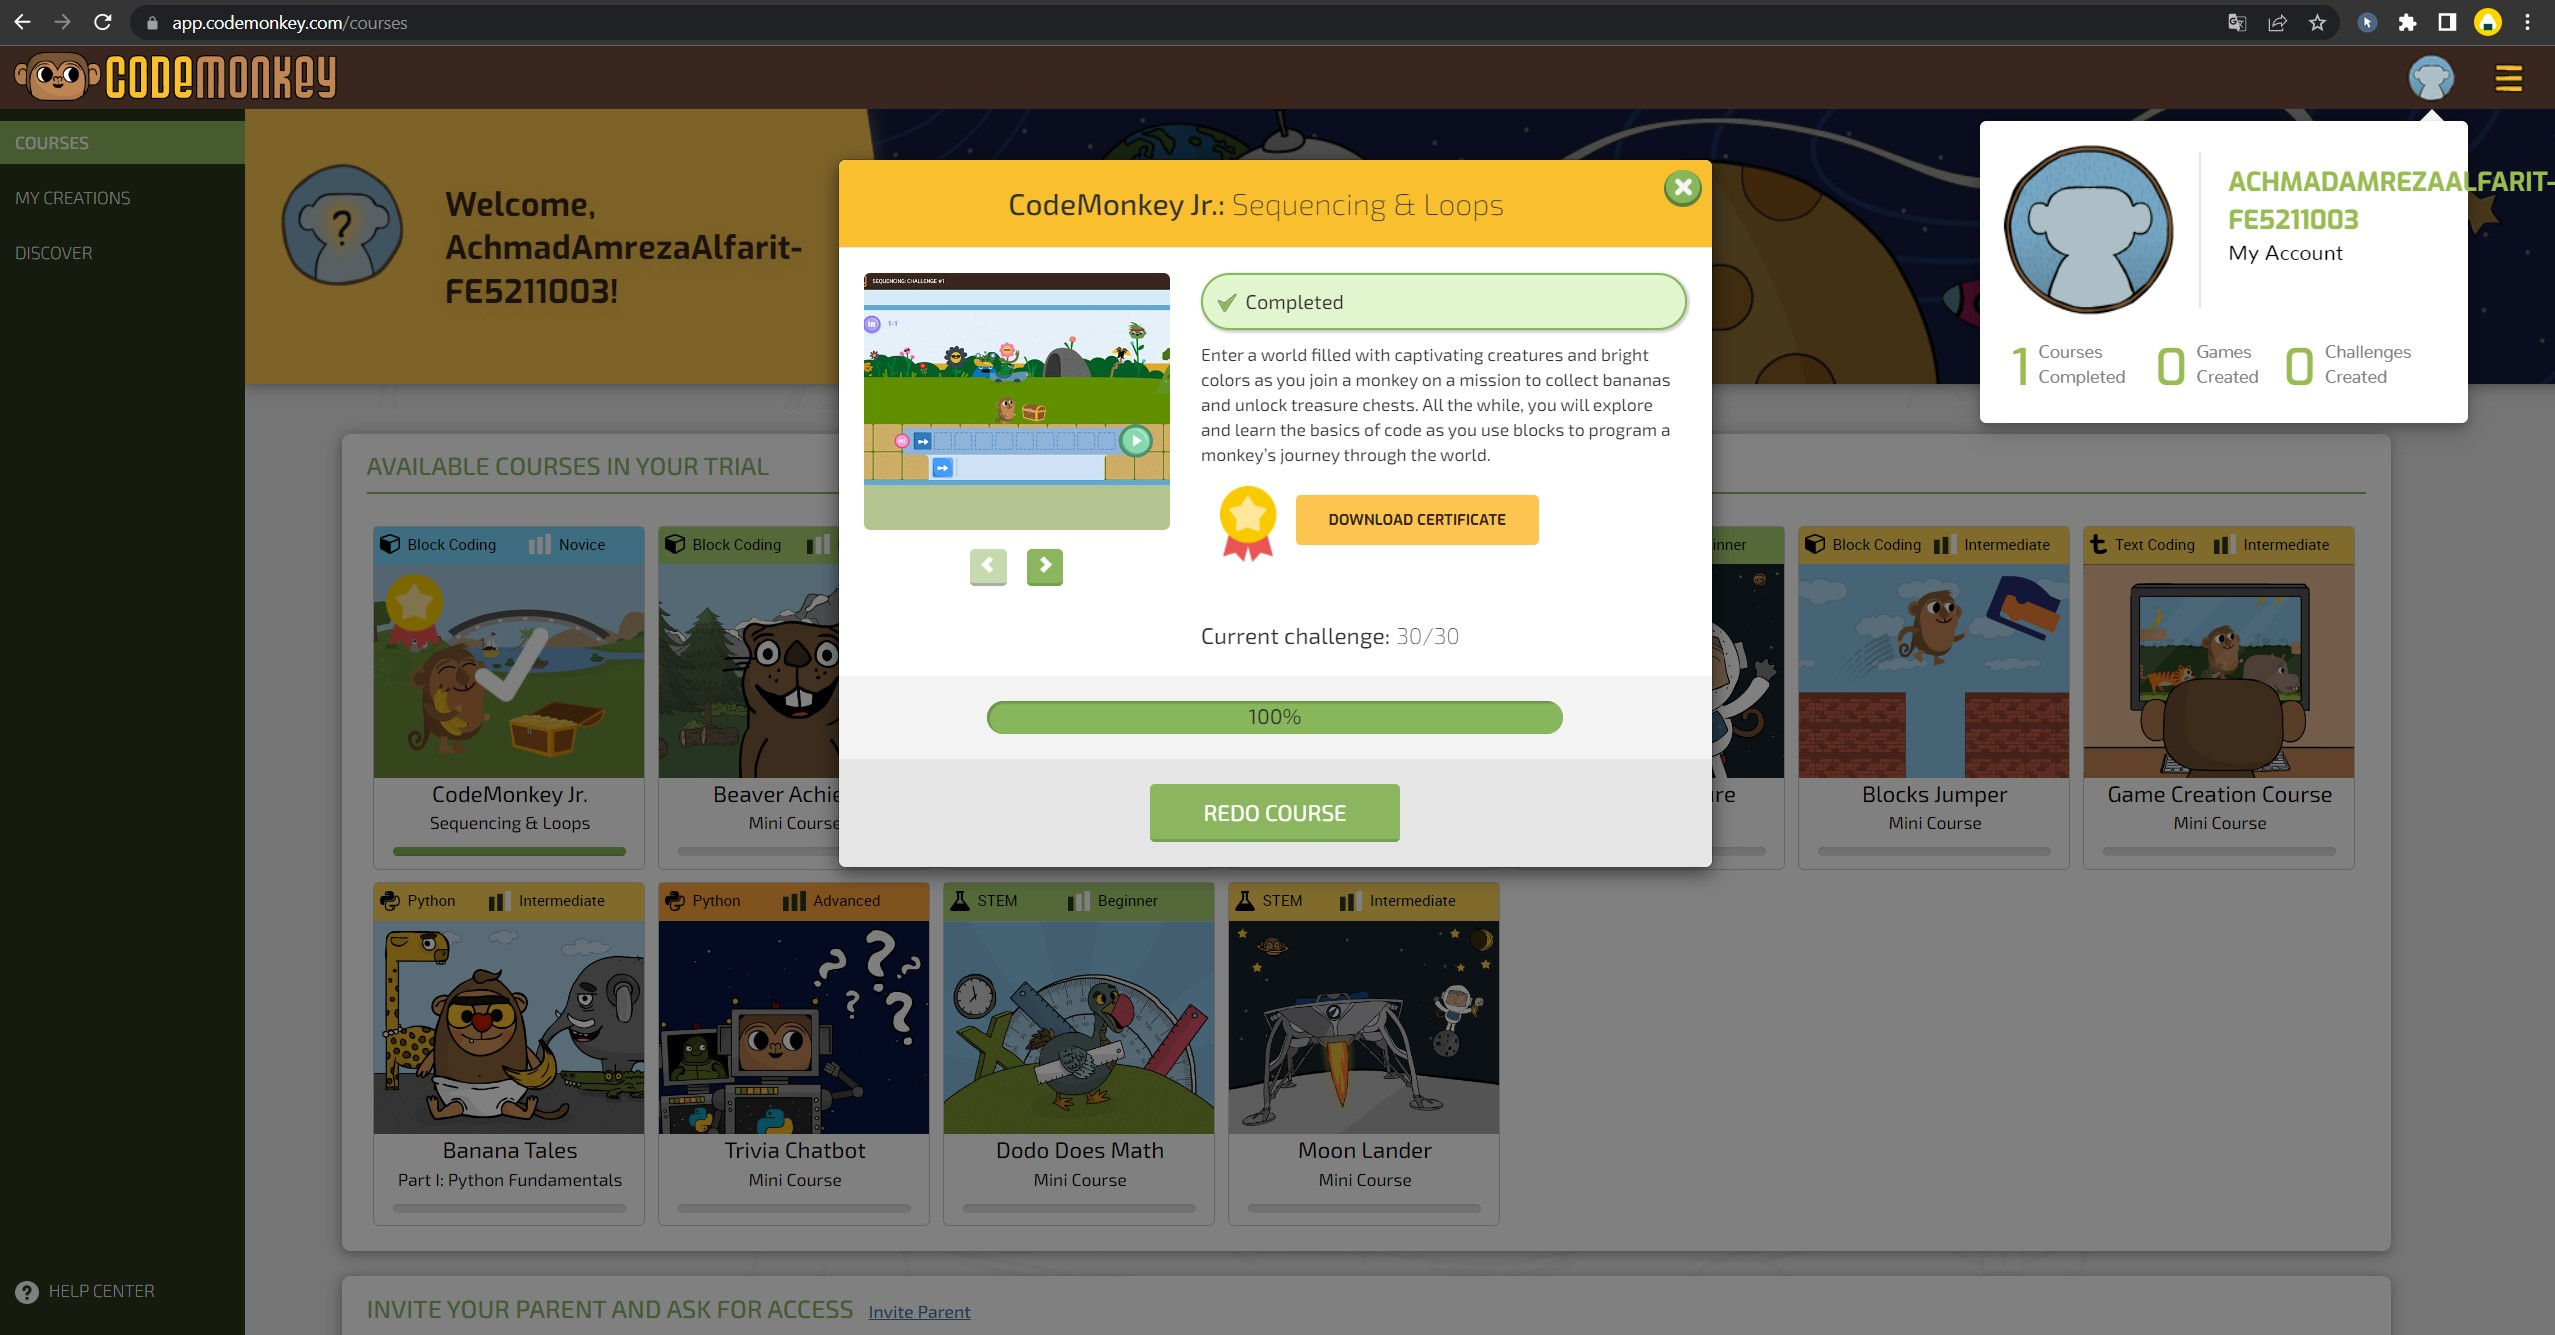 app.codemonkey.com/courses
CODEMONKEY
COURSES
MY CREATIONS
DISCOVER
HELP CENTER
?
Welcome,
AchmadAmrezaAlfarit-
FE5211003!
ACHMADAMREZAALFARIT-
FE5211003
My Account
1 Courses Completed
0 Games Created
0 Challenges Created
CodeMonkey Jr.: Sequencing & Loops
SEQUENCING: CHALLENGE #1
1-1
Completed
Enter a world filled with captivating creatures and bright
colors as you join a monkey on a mission to collect bananas
and unlock treasure chests. All the while, you will explore
and learn the basics of code as you use blocks to program a
monkey's journey through the world.
DOWNLOAD CERTIFICATE
Current challenge: 30/30
100%
REDO COURSE
AVAILABLE COURSES IN YOUR TRIAL
Block Coding Novice
CodeMonkey Jr.
Sequencing & Loops
Block Coding
Beaver Achie
Mini Course
inner
ure
Block Coding Intermediate
Blocks Jumper
Mini Course
t Text Coding Intermediate
Game Creation Course
Mini Course
Python Intermediate
Banana Tales
Part I: Python Fundamentals
Python Advanced
? ? ? ? ?
Trivia Chatbot
Mini Course
STEM Beginner
Dodo Does Math
Mini Course
STEM Intermediate
Moon Lander
Mini Course
INVITE YOUR PARENT AND ASK FOR ACCESS Invite Parent